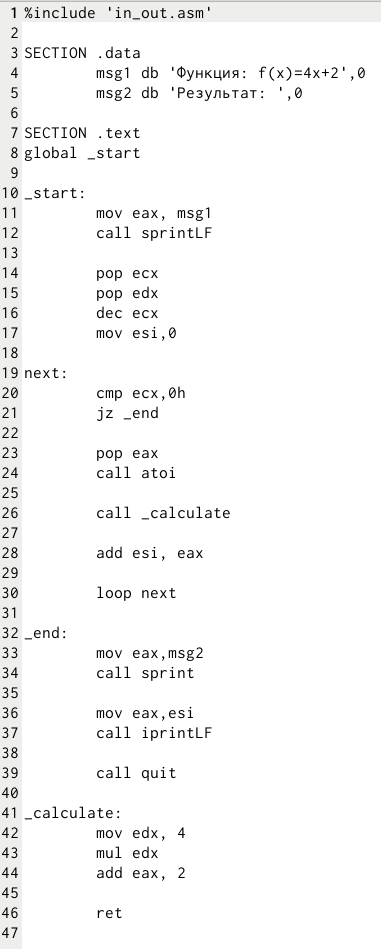 1 %include 'in_out.asm'
2
3 SECTION .data
4         msg1 db 'Функция: f(x)=4x+2',0
5         msg2 db 'Результат: ',0
6
7 SECTION .text
8 global _start
9
10 _start:
11         mov eax, msg1
12         call sprintLF
13
14         pop ecx
15         pop edx
16         dec ecx
17         mov esi,0
18
19 next:
20         cmp ecx,0h
21         jz _end
22
23         pop eax
24         call atoi
25
26         call _calculate
27
28         add esi, eax
29
30         loop next
31
32 _end:
33         mov eax,msg2
34         call sprint
35
36         mov eax,esi
37         call iprintLF
38
39         call quit
40
41 _calculate:
42         mov edx, 4
43         mul edx
44         add eax, 2
45
46         ret
47